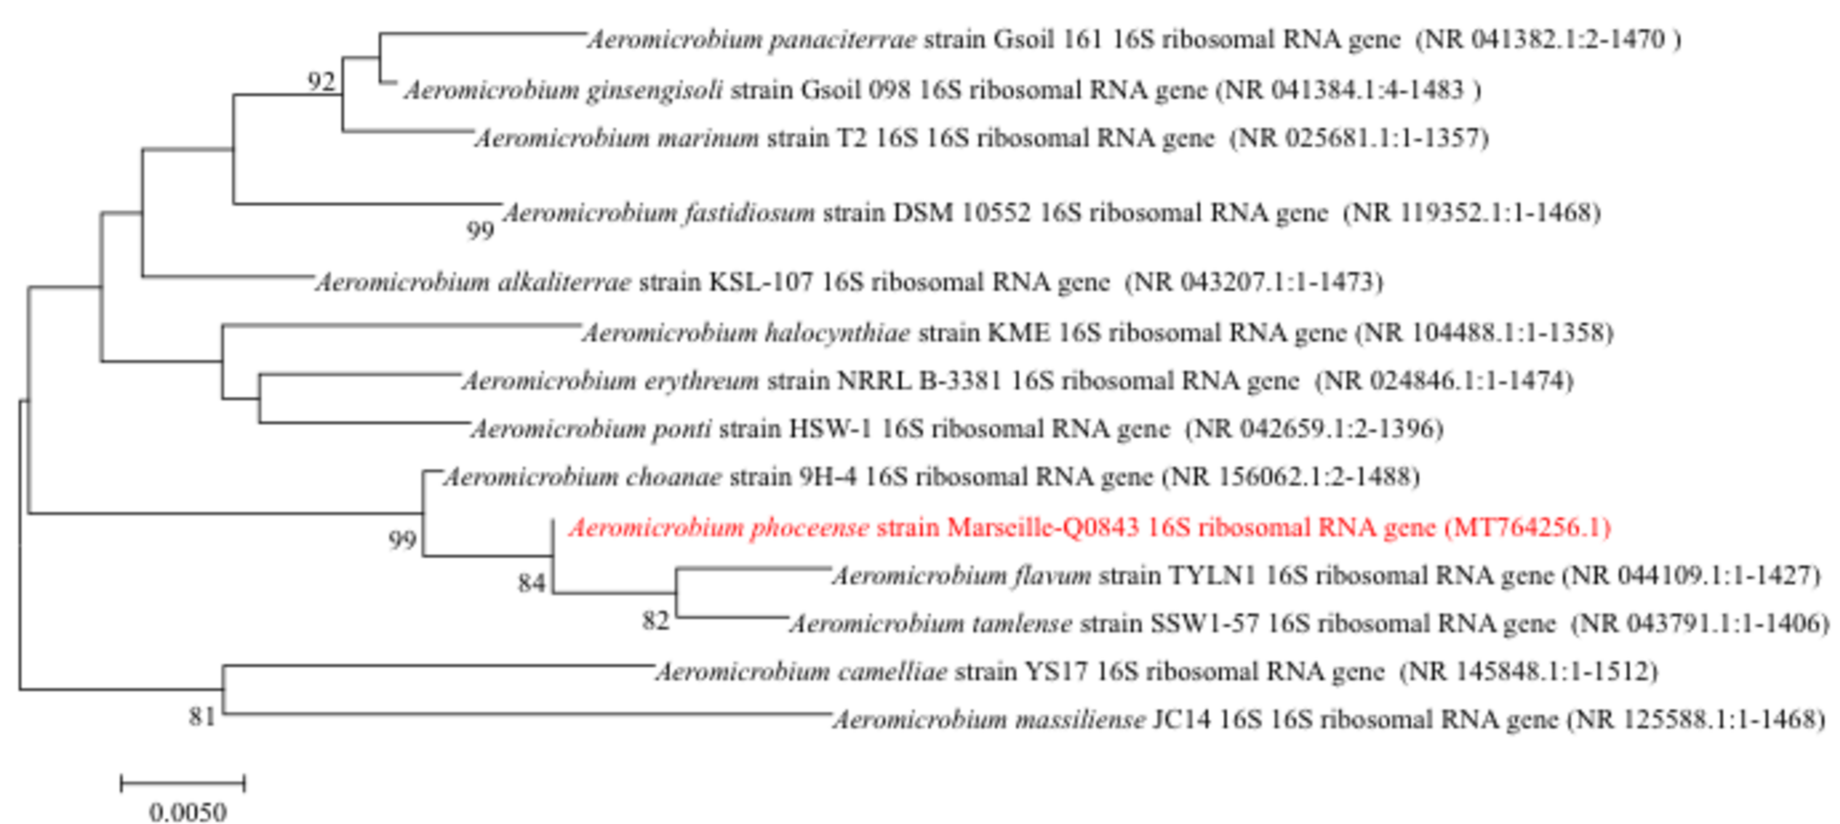 Aeromicrobium panaciterrae strain Gsoil 161 16S ribosomal RNA gene (NR 041382.1:2-1470 )
92
Aeromicrobium ginsengisoli strain Gsoil 098 16S ribosomal RNA gene (NR 041384.1:4-1483 )
Aeromicrobium marinum strain T2 16S 16S ribosomal RNA gene (NR 025681.1:1-1357)
Aeromicrobium fastidiosum strain DSM 10552 16S ribosomal RNA gene (NR 119352.1:1-1468)
99
Aeromicrobium alkaliterrae strain KSL-107 16S ribosomal RNA gene (NR 043207.1:1-1473)
Aeromicrobium halocynthiae strain KME 16S ribosomal RNA gene (NR 104488.1:1-1358)
Aeromicrobium erythreum strain NRRL B-3381 16S ribosomal RNA gene (NR 024846.1:1-1474)
Aeromicrobium ponti strain HSW-1 16S ribosomal RNA gene (NR 042659.1:2-1396)
Aeromicrobium choanae strain 9H-4 16S ribosomal RNA gene (NR 156062.1:2-1488)
Aeromicrobium phoceense strain Marseille-Q0843 16S ribosomal RNA gene (MT764256.1)
99
Aeromicrobium flavum strain TYLN1 16S ribosomal RNA gene (NR 044109.1:1-1427)
84
Aeromicrobium tamlense strain SSW1-57 16S ribosomal RNA gene (NR 043791.1:1-1406)
82
Aeromicrobium camelliae strain YS17 16S ribosomal RNA gene (NR 145848.1:1-1512)
81
Aeromicrobium massiliense JC14 16S 16S ribosomal RNA gene (NR 125588.1:1-1468)
0.0050